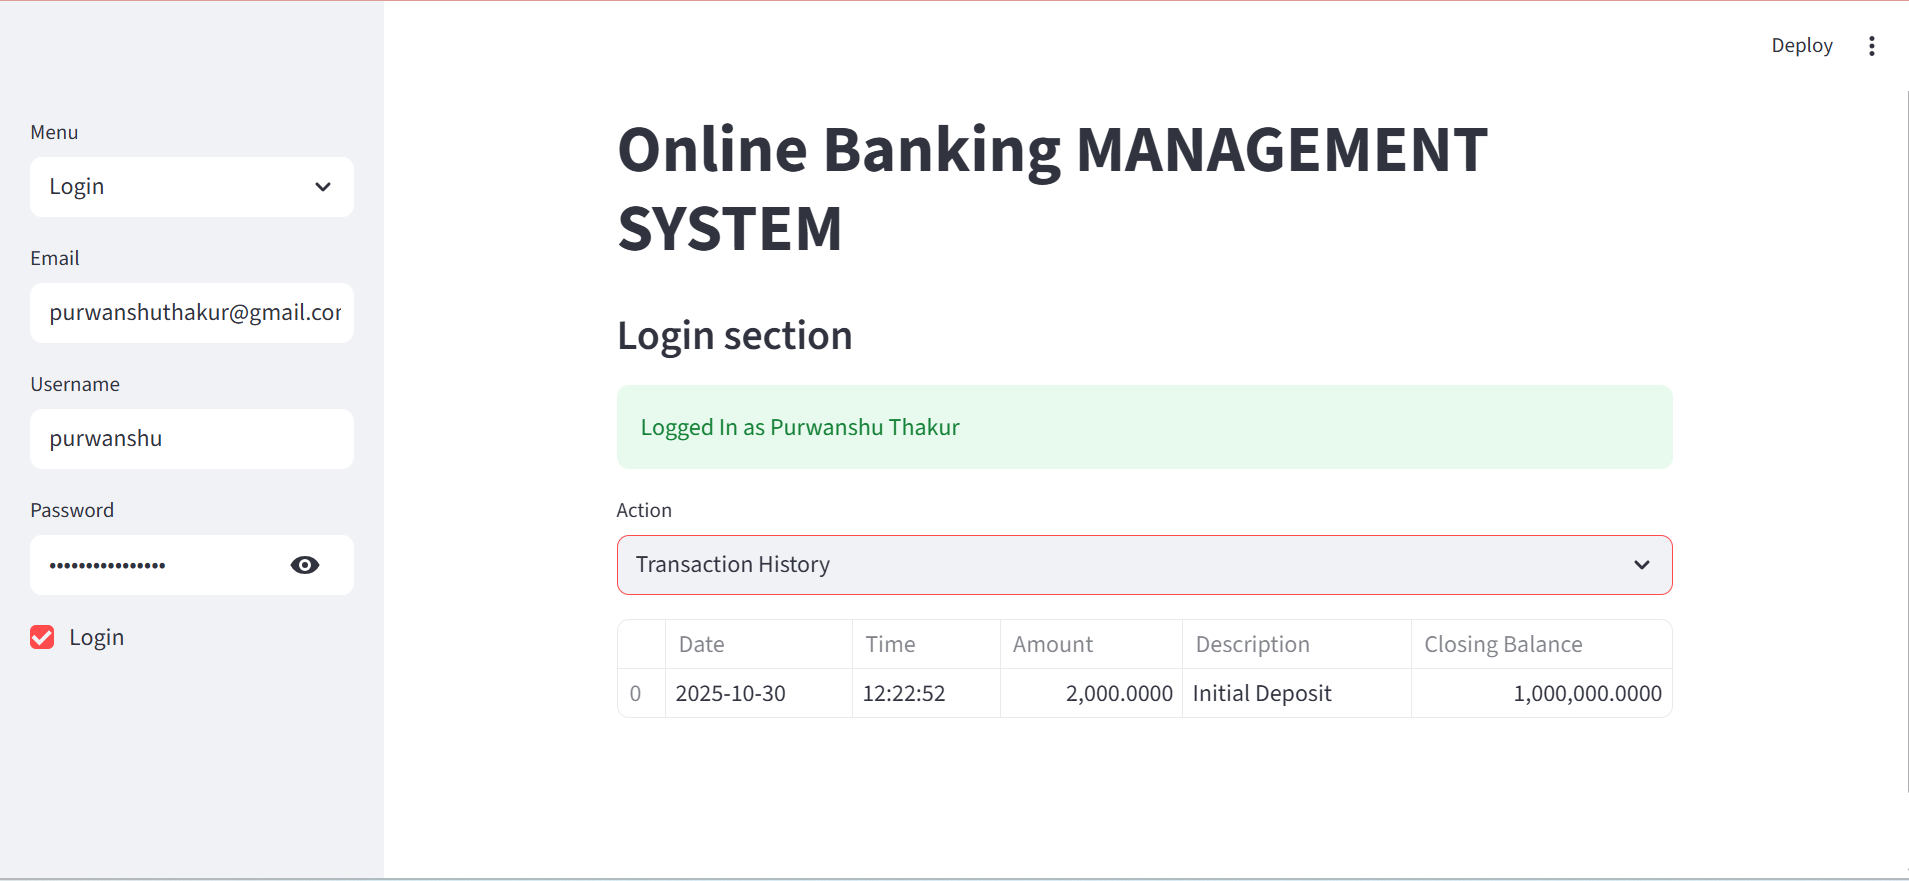 Deploy
Menu
Login
Email
purwanshuthakur@gmail.cor
Username
purwanshu
Password
••••••••••••••••
Login
Online Banking MANAGEMENT
SYSTEM
Login section
Logged In as Purwanshu Thakur
Action
Transaction History
Date Time Amount Description Closing Balance
0 2025-10-30 12:22:52 2,000.0000 Initial Deposit 1,000,000.0000